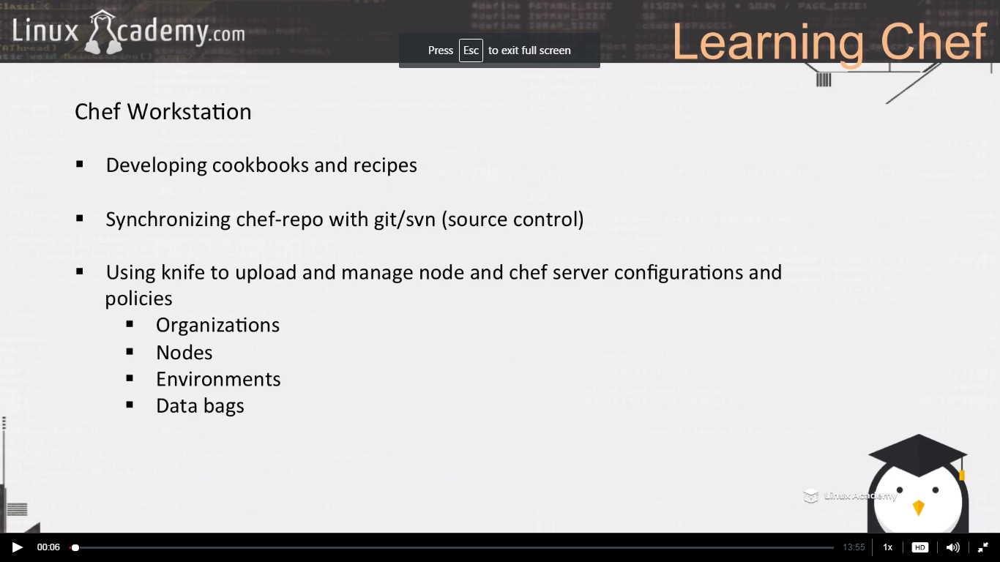 Linux Academy.com
Press Esc to exit full screen
Learning Chef
Chef Workstation
Developing cookbooks and recipes
Synchronizing chef-repo with git/svn (source control)
Using knife to upload and manage node and chef server configurations and
policies
Organizations
Nodes
Environments
Data bags
Linux Academy
00:06
13:55
1x
HD